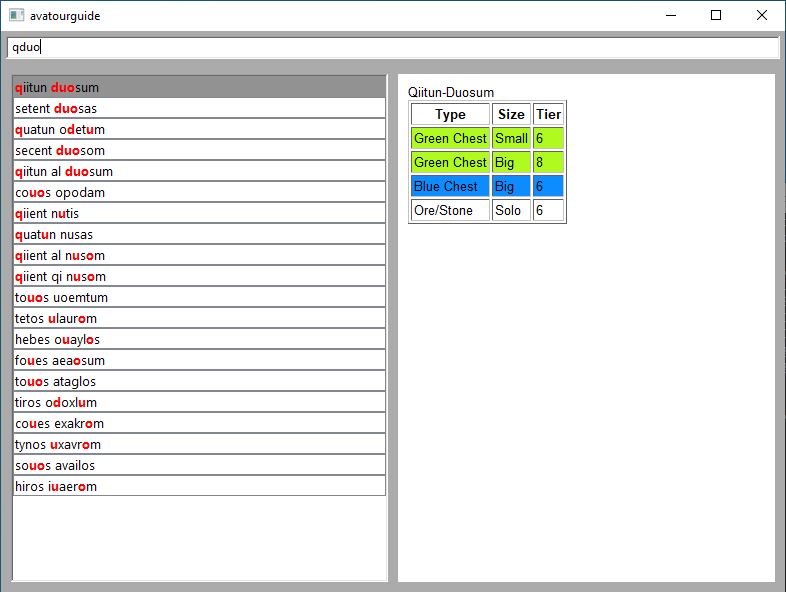 avatourguide
qduo
qiitun duosum
setent duosas
quatun odetum
secent duosom
qiitun al duosum
couos opodam
qiient nutis
quatun nusas
qiient al nusom
qiient qi nusom
touos uoemtum
tetos ulaurom
hebes ouaylos
foues aeaosum
touos ataglos
tiros odoxlum
coues exakrom
tynos uxavrom
souos availos
hiros iuaerom
Qiitun-Duosum
Type Size Tier
Green Chest Small 6
Green Chest Big 8
Blue Chest Big 6
Ore/Stone Solo 6